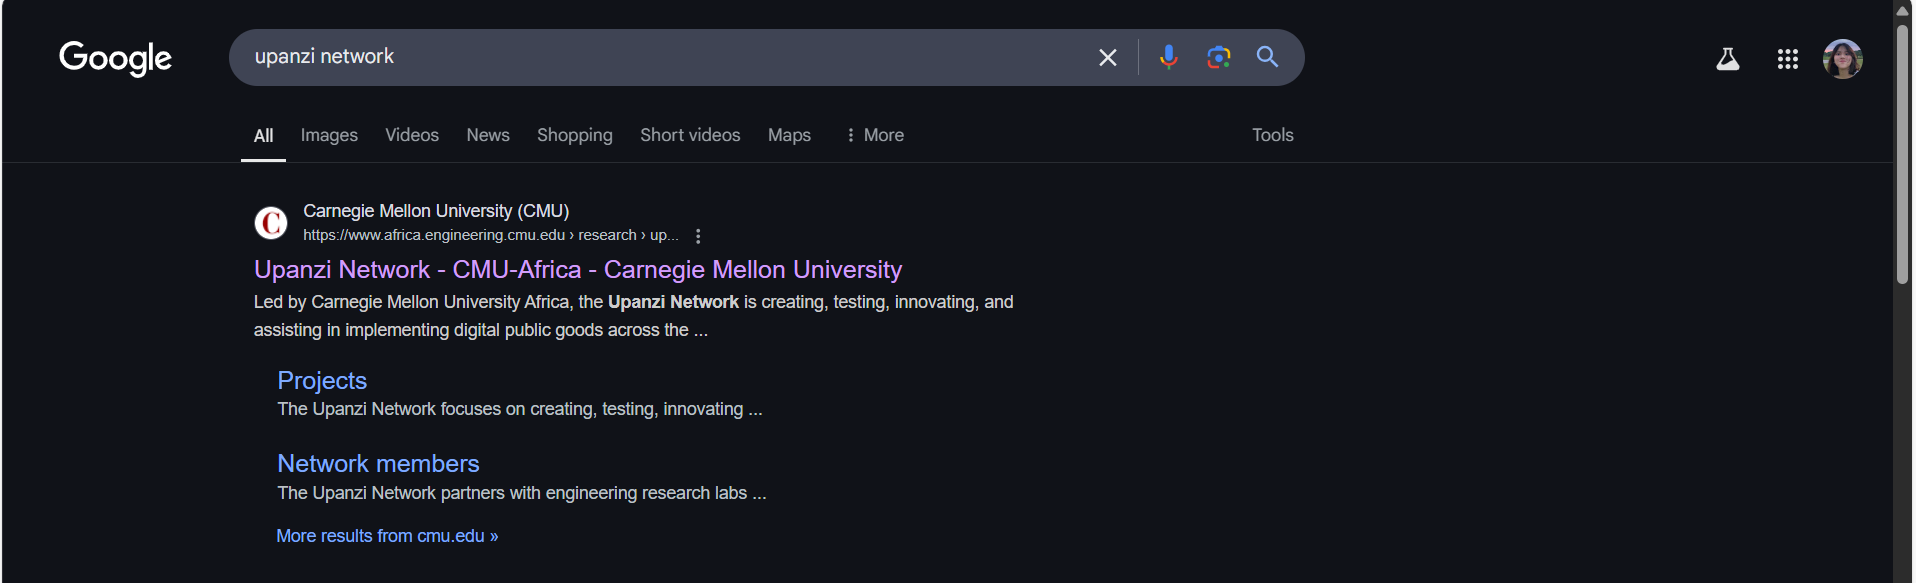 Google
upanzi network
All Images Videos News Shopping Short videos Maps More Tools
C
Carnegie Mellon University (CMU)
https://www.africa.engineering.cmu.edu › research › up...
Upanzi Network - CMU-Africa - Carnegie Mellon University
Led by Carnegie Mellon University Africa, the Upanzi Network is creating, testing, innovating, and
assisting in implementing digital public goods across the ...
Projects
The Upanzi Network focuses on creating, testing, innovating ...
Network members
The Upanzi Network partners with engineering research labs ...
More results from cmu.edu »